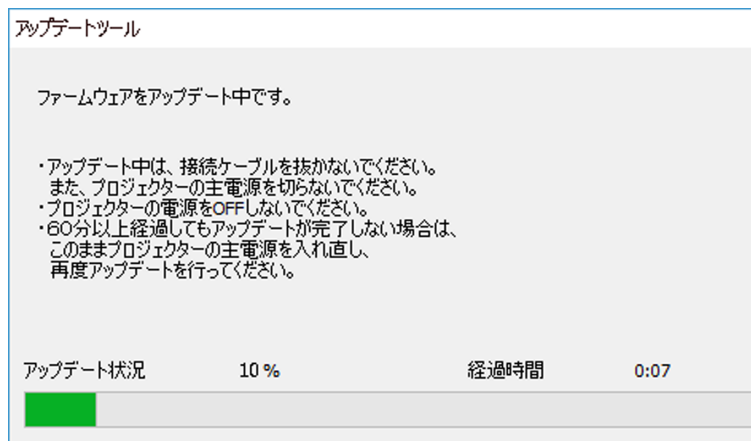 アップデートツール
ファームウェアをアップデート中です。
・アップデート中は、接続ケーブルを抜かないでください。
また、プロジェクターの主電源を切らないでください。
・プロジェクターの電源をOFFしないでください。
・60分以上経過してもアップデートが完了しない場合は、
このままプロジェクターの主電源を入れ直し、
再度アップデートを行ってください。
アップデート状況 10 % 経過時間 0:07